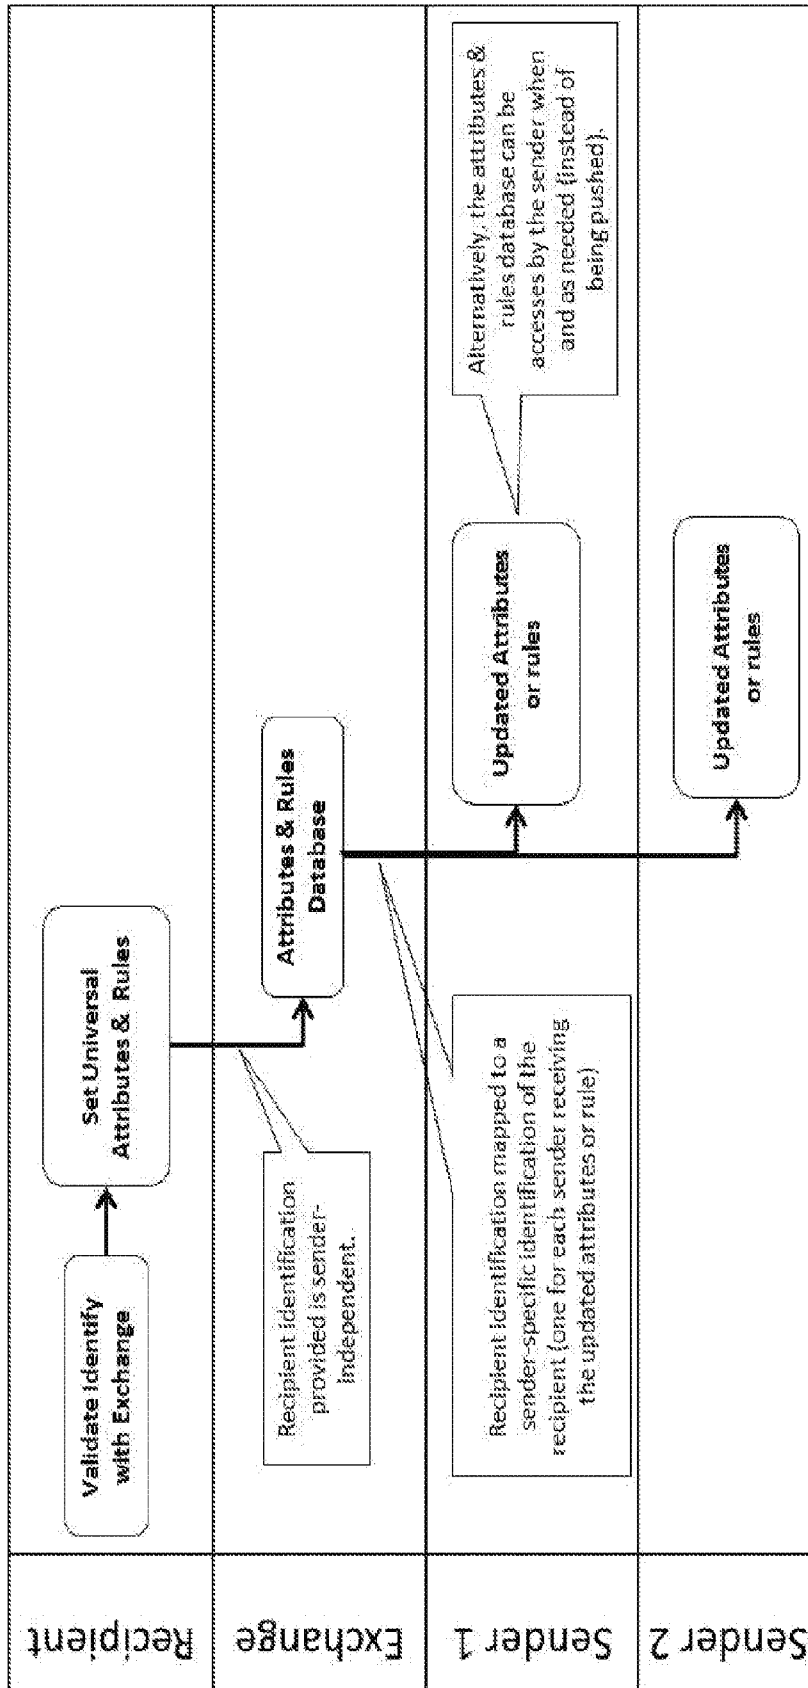 Recipient
Validate Identify
with Exchange
Set Universal
Attributes & Rules
Exchange
Recipient identification
provided is sender-
independent.
Attributes & Rules
Database
Sender 1
Recipient identification mapped to a
sender-specific identification of the
recipient (one for each sender receiving
the updated attributes or rule)
Updated Attributes
or rules
Alternatively, the attributes &
rules database can be
accesses by the sender when
and as needed (instead of
being pushed).
Sender 2
Updated Attributes
or rules